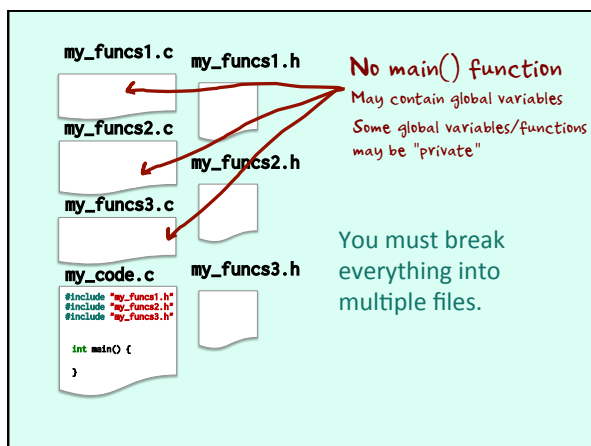 my_funcs1.c
my_funcs1.h
No main() function
May contain global variables
Some global variables/functions
may be "private"
my_funcs2.c
my_funcs2.h
my_funcs3.c
You must break
everything into
multiple files.
my_code.c
my_funcs3.h
#include "my_funcs1.h"
#include "my_funcs2.h"
#include "my_funcs3.h"
int main() {
}